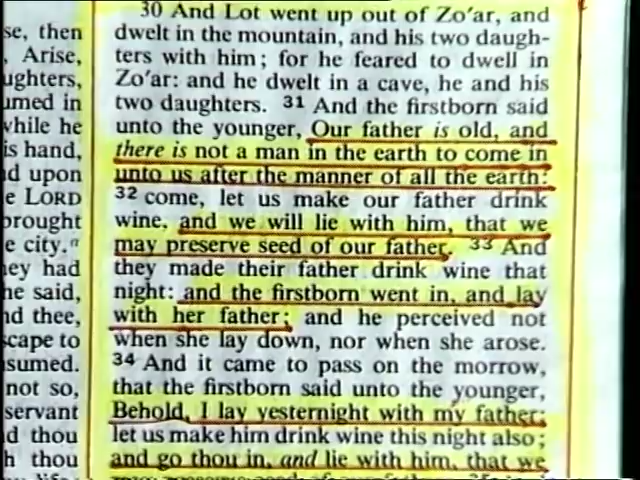 se, then
Arise,
ughters,
umed in
while he
is hand,
d upon
e LORD
brought
e city."
ey had
he said,
nd thee,
scape to
sumed.
not so,
servant
d thou
h thou
30 And Lot went up out of Zo'ar, and
dwelt in the mountain, and his two daugh-
ters with him; for he feared to dwell in
Zo'ar: and he dwelt in a cave, he and his
two daughters. 31 And the firstborn said
unto the younger, Our father is old, and
there is not a man in the earth to come in
unto us after the manner of all the earth:
32 come, let us make our father drink
wine, and we will lie with him, that we
may preserve seed of our father. 33 And
they made their father drink wine that
night: and the firstborn went in, and lay
with her father; and he perceived not
when she lay down, nor when she arose.
34 And it came to pass on the morrow,
that the firstborn said unto the younger,
Behold, I lay yesternight with my father:
let us make him drink wine this night also;
and go thou in, and lie with him, that we